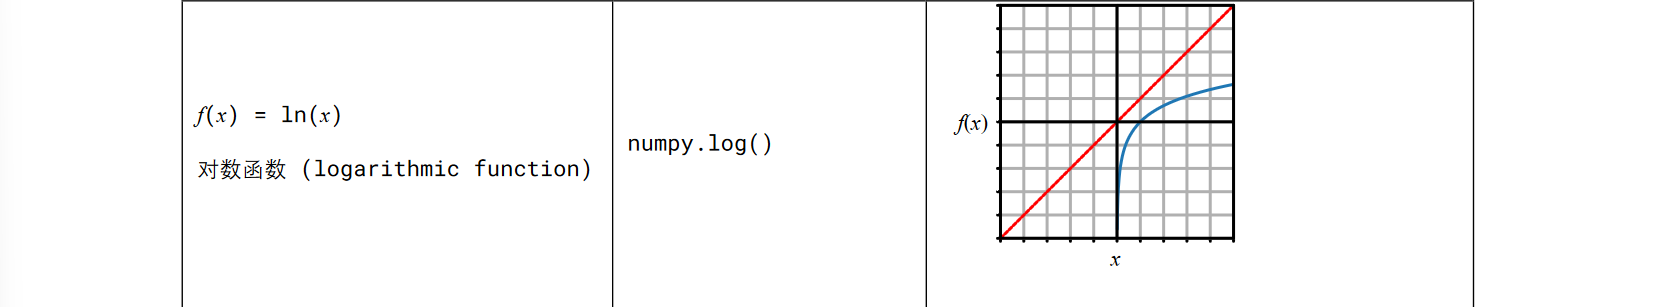 f(x) = ln(x)
对数函数 (logarithmic function)
numpy.log()
f(x)
x